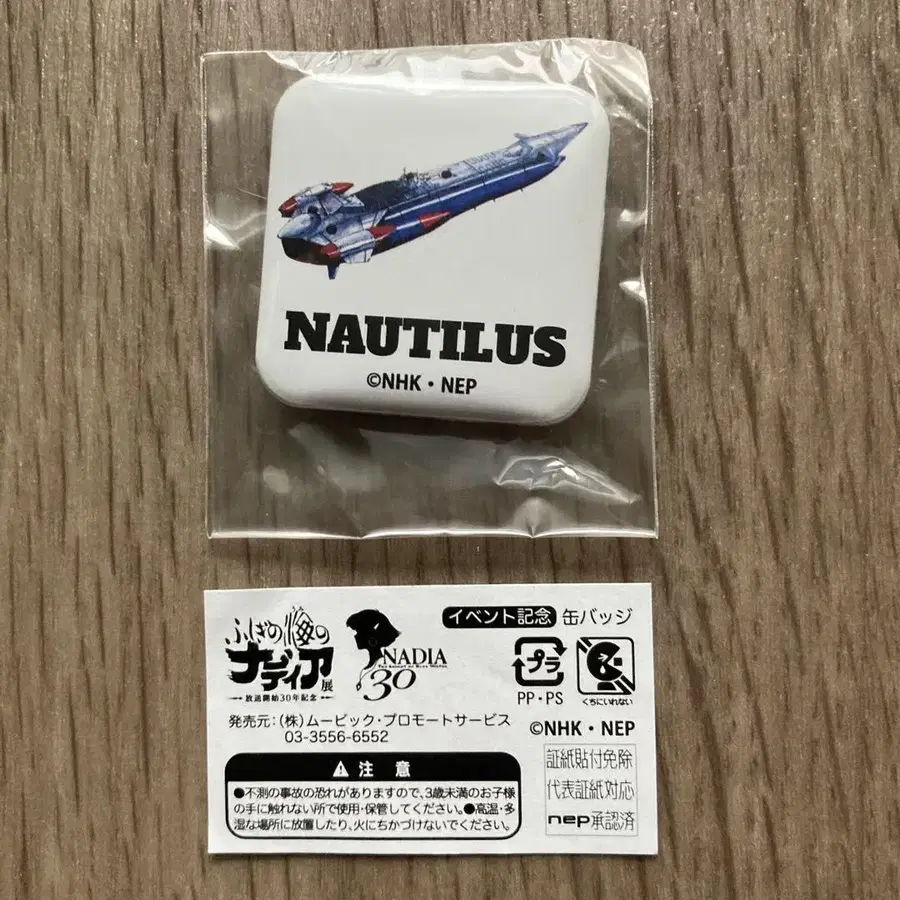 NAUTILUS
©NHK・NEP
ふしぎの海の
ナディア展
放送開始30年記念
NADIA
THE SECRET OF BLUE WATER
30
イベント記念 缶バッジ
プラ
PP・PS
くちにいれない
発売元:(株)ムービック・プロモートサービス
03-3556-6552
©NHK・NEP
注意
●不測の事故の恐れがありますので、3歳未満のお子様
の手に触れない所で使用・保管してください。●高温・多
湿な場所に放置したり、火にちかづけないでください。
証紙貼付免除
代表証紙対応
nep承認済